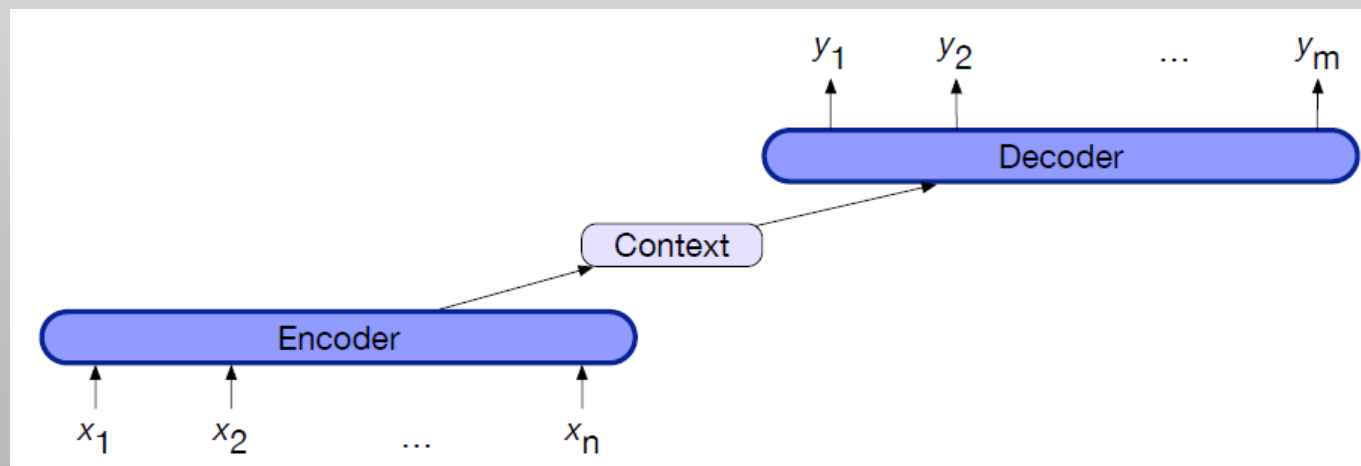 y1 y2 ... ym
Decoder
Context
Encoder
x1 x2 ... xn